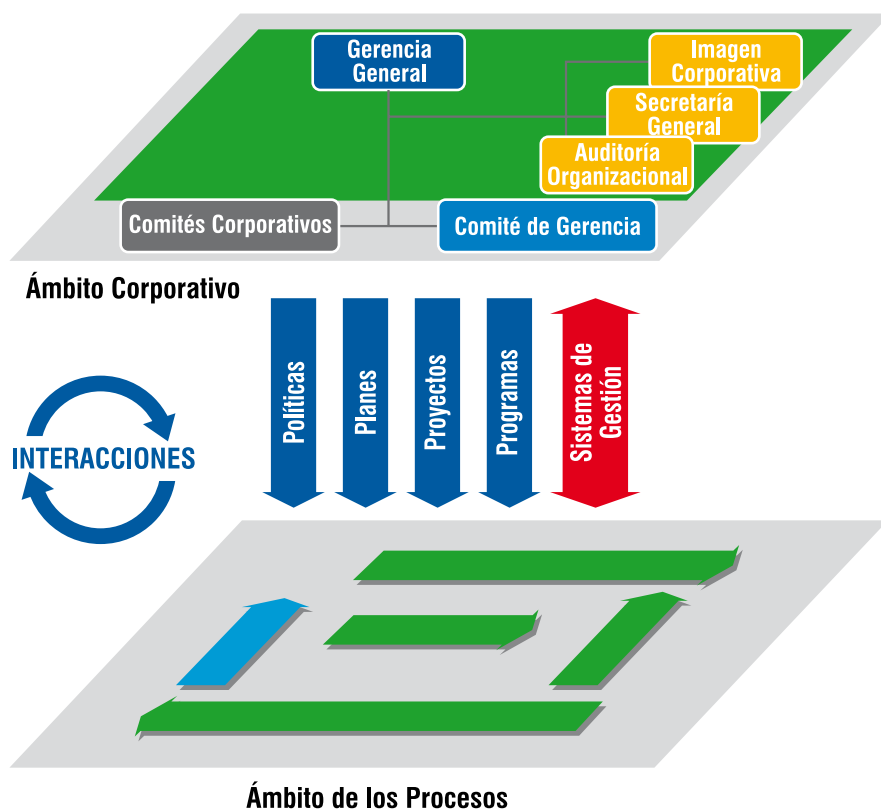 Gerencia
General
Imagen
Corporativa
Secretaría
General
Auditoría
Organizacional
Comités Corporativos
Comité de Gerencia
Ámbito Corporativo
Políticas
Planes
Proyectos
Programas
Sistemas de
Gestión
INTERACCIONES
Ámbito de los Procesos